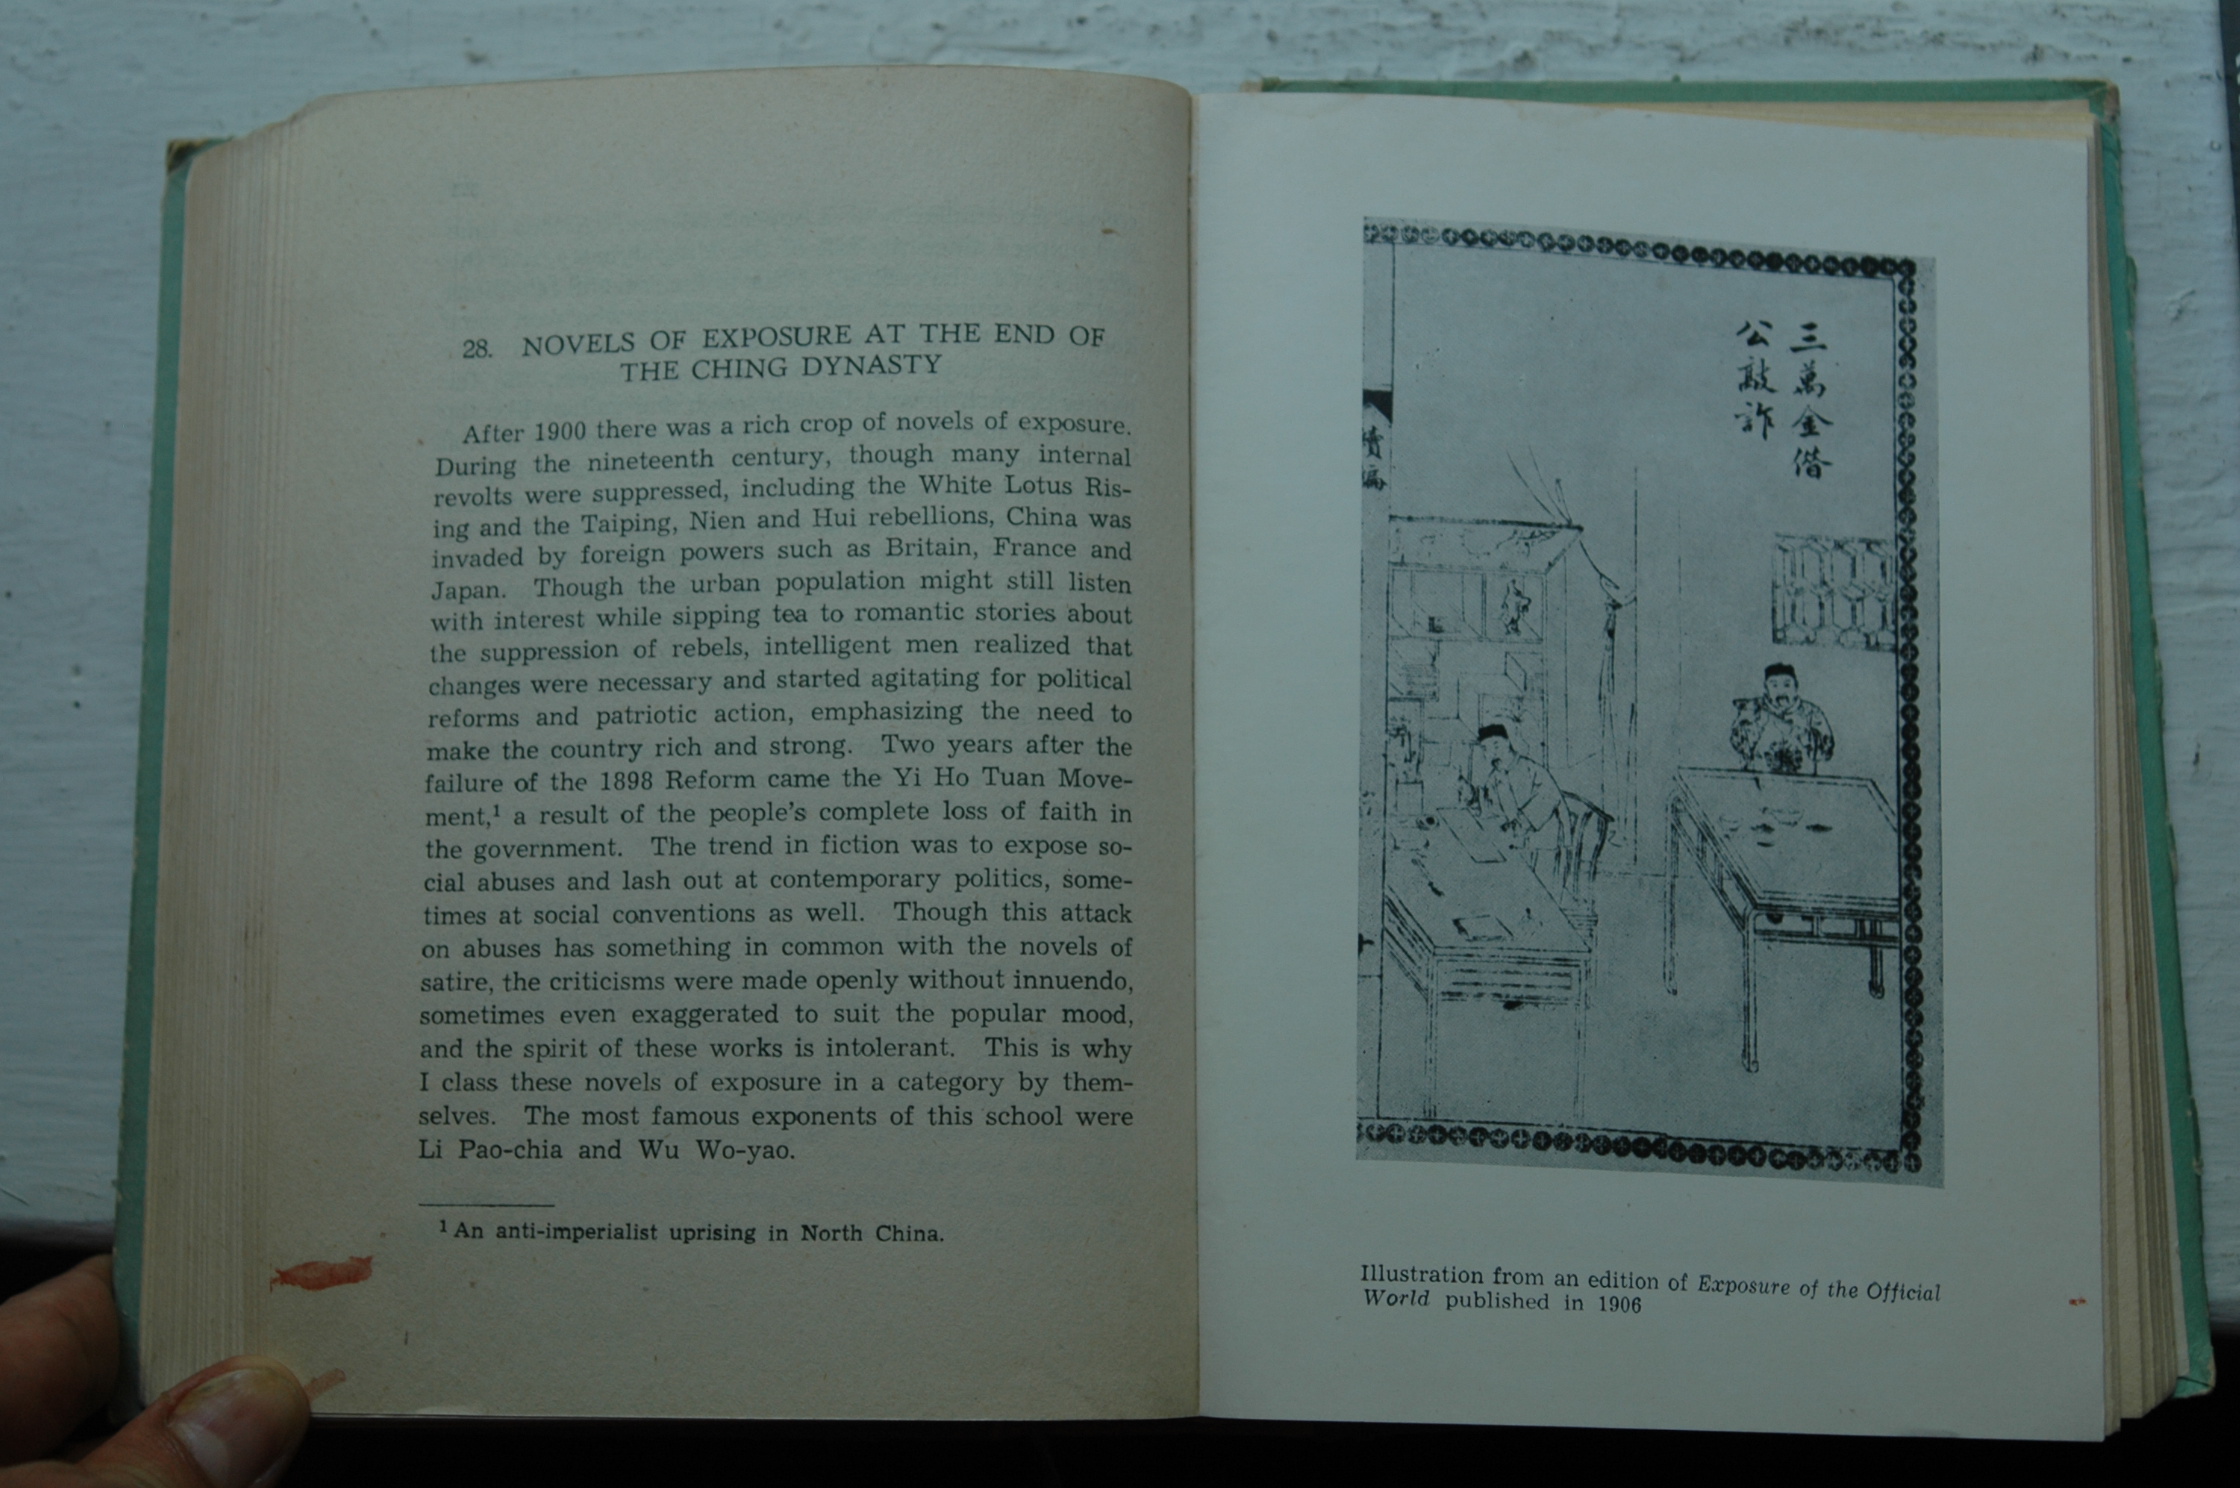 28. NOVELS OF EXPOSURE AT THE END OF
THE CHING DYNASTY
After 1900 there was a rich crop of novels of exposure.
During the nineteenth century, though many internal
revolts were suppressed, including the White Lotus Ris-
ing and the Taiping, Nien and Hui rebellions, China was
invaded by foreign powers such as Britain, France and
Japan. Though the urban population might still listen
with interest while sipping tea to romantic stories about
the suppression of rebels, intelligent men realized that
changes were necessary and started agitating for political
reforms and patriotic action, emphasizing the need to
make the country rich and strong. Two years after the
failure of the 1898 Reform came the Yi Ho Tuan Move-
ment,¹ a result of the people's complete loss of faith in
the government. The trend in fiction was to expose so-
cial abuses and lash out at contemporary politics, some-
times at social conventions as well. Though this attack
on abuses has something in common with the novels of
satire, the criticisms were made openly without innuendo,
sometimes even exaggerated to suit the popular mood,
and the spirit of these works is intolerant. This is why
I class these novels of exposure in a category by them-
selves. The most famous exponents of this school were
Li Pao-chia and Wu Wo-yao.
¹ An anti-imperialist uprising in North China.
三萬金借
公敲詐
Illustration from an edition of Exposure of the Official
World published in 1906